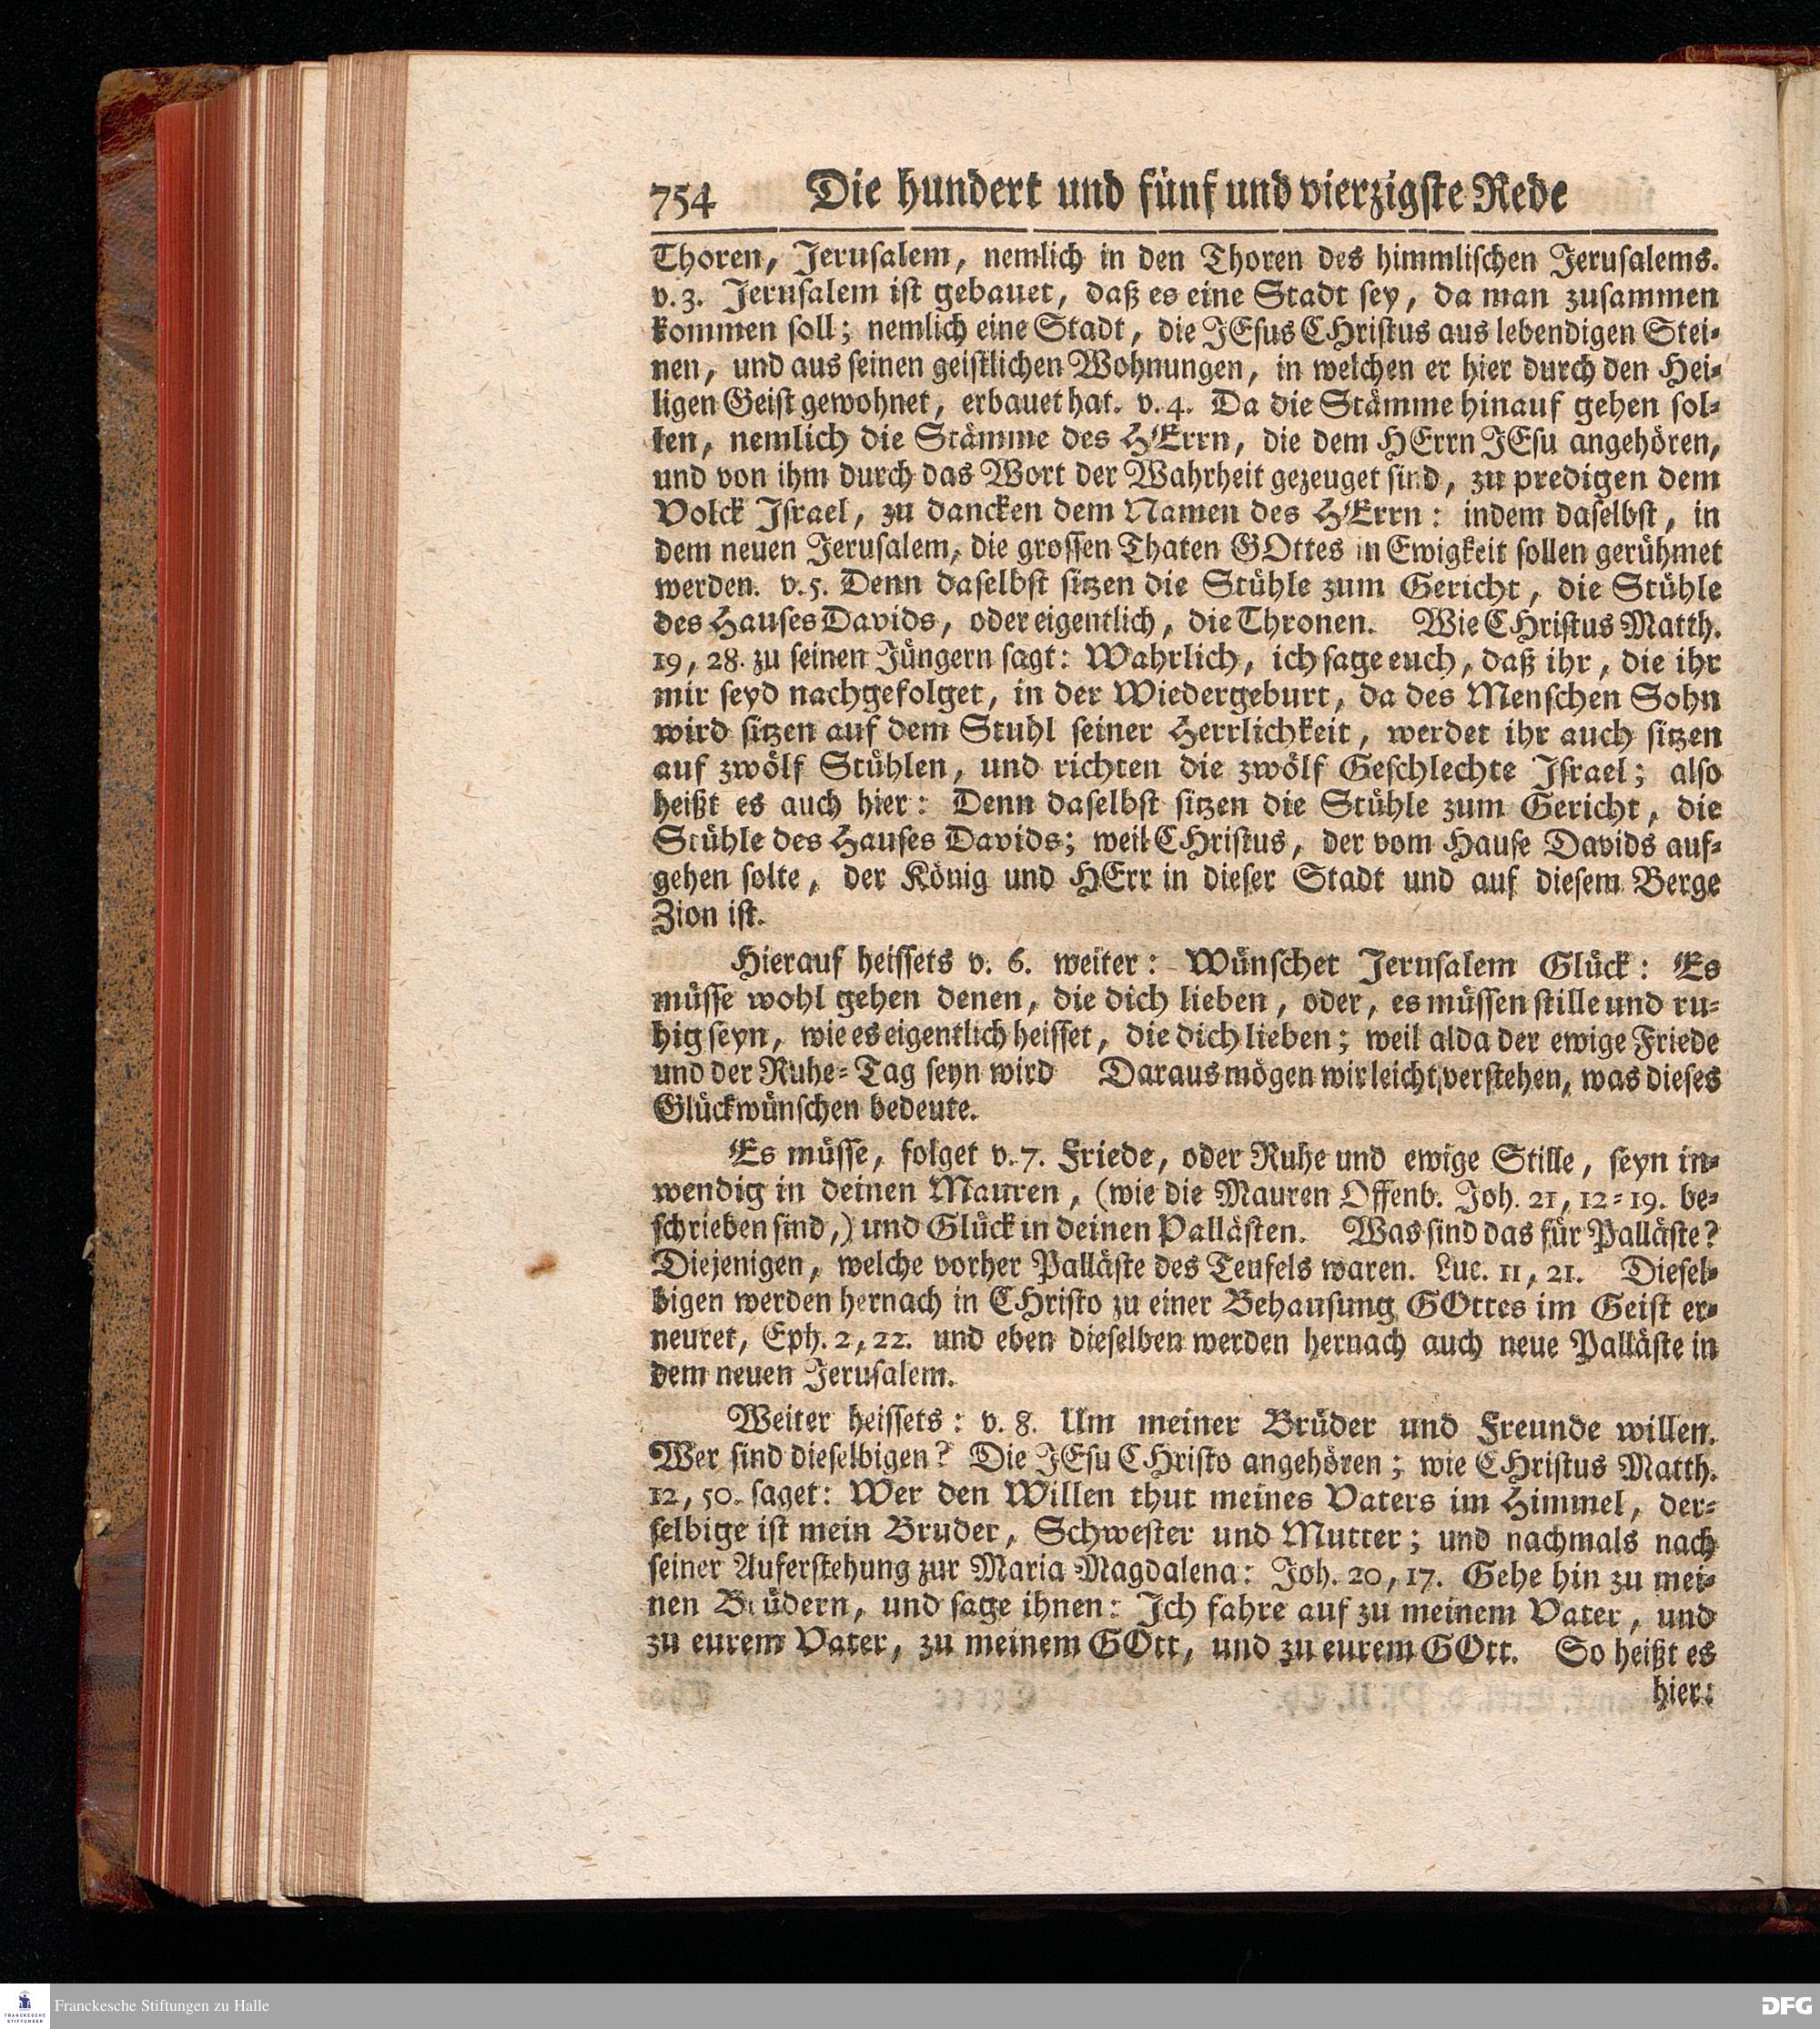 754 Die hundert und fünf und vierzigste Rede
Thoren, Jerusalem, nemlich in den Thoren des himmlischen Jerusalems.
v. 3. Jerusalem ist gebauet, daß es eine Stadt sey, da man zusammen
kommen soll; nemlich eine Stadt, die JEsus CHristus aus lebendigen Stei-
nen, und aus seinen geistlichen Wohnungen, in welchen er hier durch den Hei-
ligen Geist gewohnet, erbauet hat. v. 4. Da die Stämme hinauf gehen sol-
len, nemlich die Stämme des HErrn, die dem HErrn JEsu angehören,
und von ihm durch das Wort der Wahrheit gezeuget sind, zu predigen dem
Volck Israel, zu dancken dem Namen des HErrn: indem daselbst, in
dem neuen Jerusalem, die grossen Thaten GOttes in Ewigkeit sollen gerühmet
werden. v. 5. Denn daselbst sitzen die Stühle zum Gericht, die Stühle
des Hauses Davids, oder eigentlich, die Thronen. Wie CHristus Matth.
19, 28. zu seinen Jüngern sagt: Wahrlich, ich sage euch, daß ihr, die ihr
mir seyd nachgefolget, in der Wiedergeburt, da des Menschen Sohn
wird sitzen auf dem Stuhl seiner Herrlichkeit, werdet ihr auch sitzen
auf zwölf Stühlen, und richten die zwölf Geschlechte Israel; also
heißt es auch hier: Denn daselbst sitzen die Stühle zum Gericht, die
Stühle des Hauses Davids; weil CHristus, der vom Hause Davids auf-
gehen solte, der König und HErr in dieser Stadt und auf diesem Berge
Zion ist.
Hierauf heissets v. 6. weiter: Wünschet Jerusalem Glück: Es
müsse wohl gehen denen, die dich lieben, oder, es müssen stille und ru-
hig seyn, wie es eigentlich heisset, die dich lieben; weil alda der ewige Friede
und der Ruhe-Tag seyn wird Daraus mögen wir leicht verstehen, was dieses
Glückwünschen bedeute.
Es müsse, folget v. 7. Friede, oder Ruhe und ewige Stille, seyn in-
wendig in deinen Mauren, (wie die Mauren Offenb. Joh. 21, 12-19. be-
schrieben sind,) und Glück in deinen Pallästen. Was sind das für Palläste?
Diejenigen, welche vorher Palläste des Teufels waren. Luc. 11, 21. Diesel-
bigen werden hernach in CHristo zu einer Behausung GOttes im Geist er-
neuret, Eph. 2, 22. und eben dieselben werden hernach auch neue Palläste in
dem neuen Jerusalem.
Weiter heissets: v. 8. Um meiner Brüder und Freunde willen.
Wer sind dieselbigen? Die JEsu CHristo angehören; wie CHristus Matth.
12, 50. saget: Wer den Willen thut meines Vaters im Himmel, der-
selbige ist mein Bruder, Schwester und Mutter; und nachmals nach
seiner Auferstehung zur Maria Magdalena: Joh. 20, 17. Gehe hin zu mei-
nen Brüdern, und sage ihnen: Ich fahre auf zu meinem Vater, und
zu eurem Vater, zu meinem GOtt, und zu eurem GOtt. So heißt es
hier:
FRANCKESCHE
STIFTUNGEN
Franckesche Stiftungen zu Halle
DFG